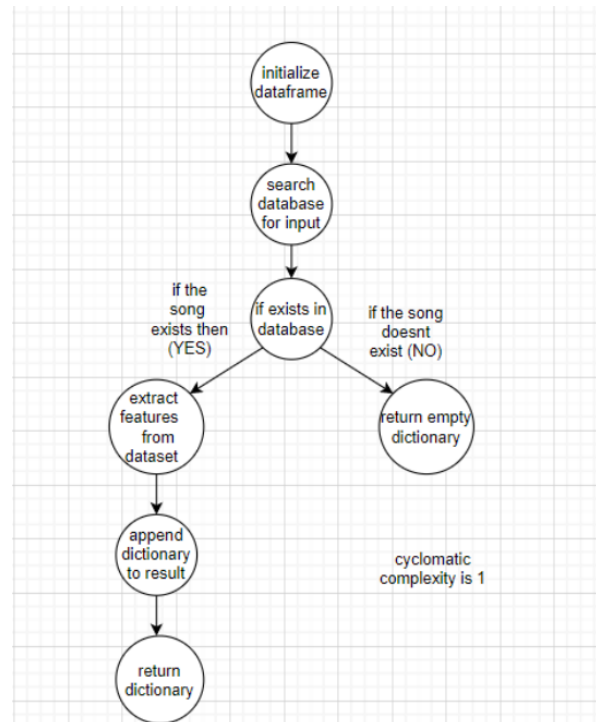 initialize
dataframe
search
database
for input
if exists in
database
if the
song
exists then
(YES)
if the song
doesnt
exist (NO)
extract
features
from
dataset
return empty
dictionary
append
dictionary
to result
cyclomatic
complexity is 1
return
dictionary